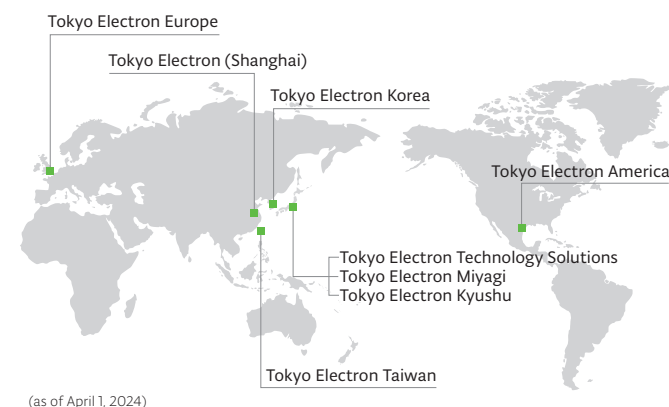 Tokyo Electron Europe
Tokyo Electron (Shanghai)
Tokyo Electron Korea
Tokyo Electron America
Tokyo Electron Technology Solutions
Tokyo Electron Miyagi
Tokyo Electron Kyushu
Tokyo Electron Taiwan
(as of April 1, 2024)